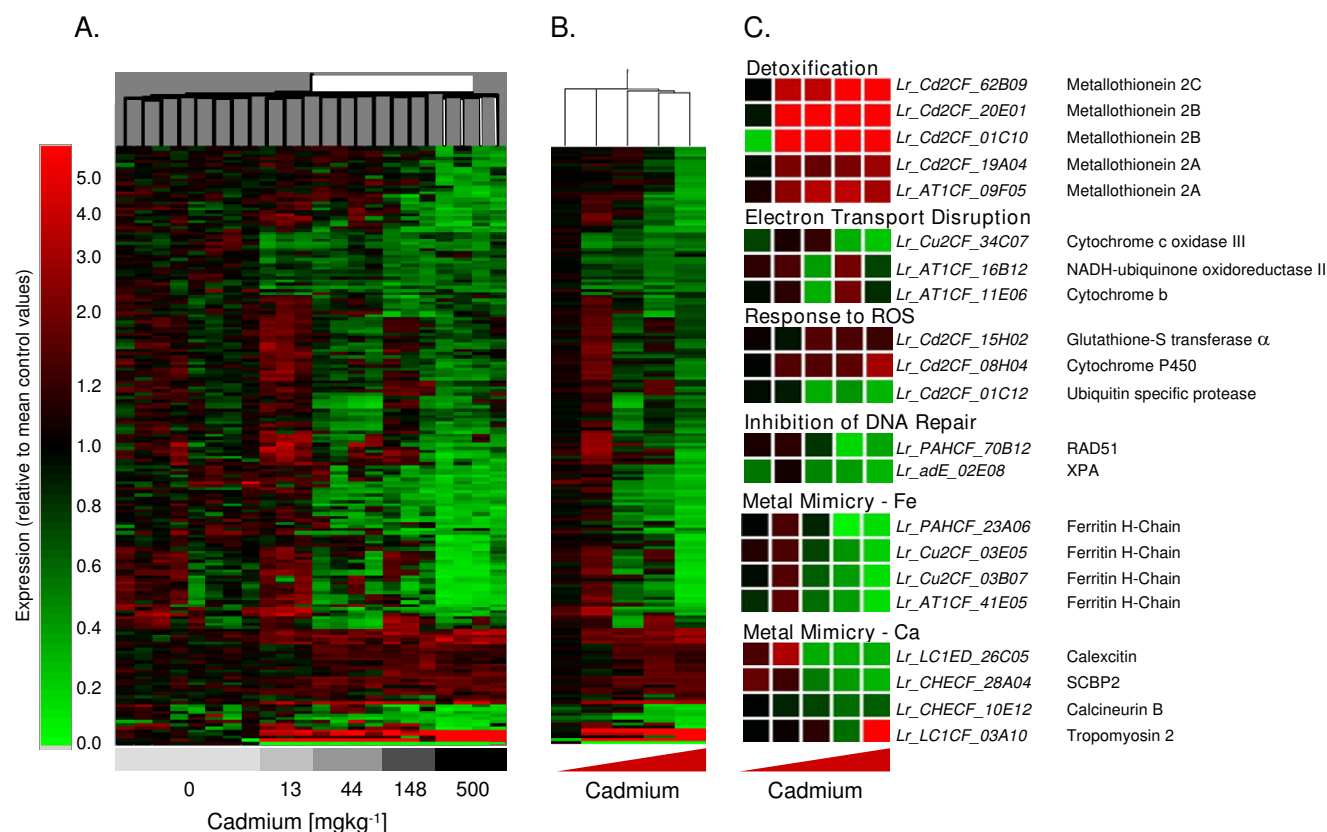 A.
B.
C.
Expression (relative to mean control values)
5.0
4.0
3.0
2.0
1.2
1.0
0.8
0.6
0.4
0.2
0.0
0
13
44
148
500
Cadmium [mgkg-1]
Cadmium
Detoxification
Lr_Cd2CF_62B09 Metallothionein 2C
Lr_Cd2CF_20E01 Metallothionein 2B
Lr_Cd2CF_01C10 Metallothionein 2B
Lr_Cd2CF_19A04 Metallothionein 2A
Lr_AT1CF_09F05 Metallothionein 2A
Electron Transport Disruption
Lr_Cu2CF_34C07 Cytochrome c oxidase III
Lr_AT1CF_16B12 NADH-ubiquinone oxidoreductase II
Lr_AT1CF_11E06 Cytochrome b
Response to ROS
Lr_Cd2CF_15H02 Glutathione-S transferase α
Lr_Cd2CF_08H04 Cytochrome P450
Lr_Cd2CF_01C12 Ubiquitin specific protease
Inhibition of DNA Repair
Lr_PAHCF_70B12 RAD51
Lr_adE_02E08 XPA
Metal Mimicry - Fe
Lr_PAHCF_23A06 Ferritin H-Chain
Lr_Cu2CF_03E05 Ferritin H-Chain
Lr_Cu2CF_03B07 Ferritin H-Chain
Lr_AT1CF_41E05 Ferritin H-Chain
Metal Mimicry - Ca
Lr_LC1ED_26C05 Calexcitin
Lr_CHECF_28A04 SCBP2
Lr_CHECF_10E12 Calcineurin B
Lr_LC1CF_03A10 Tropomyosin 2
Cadmium